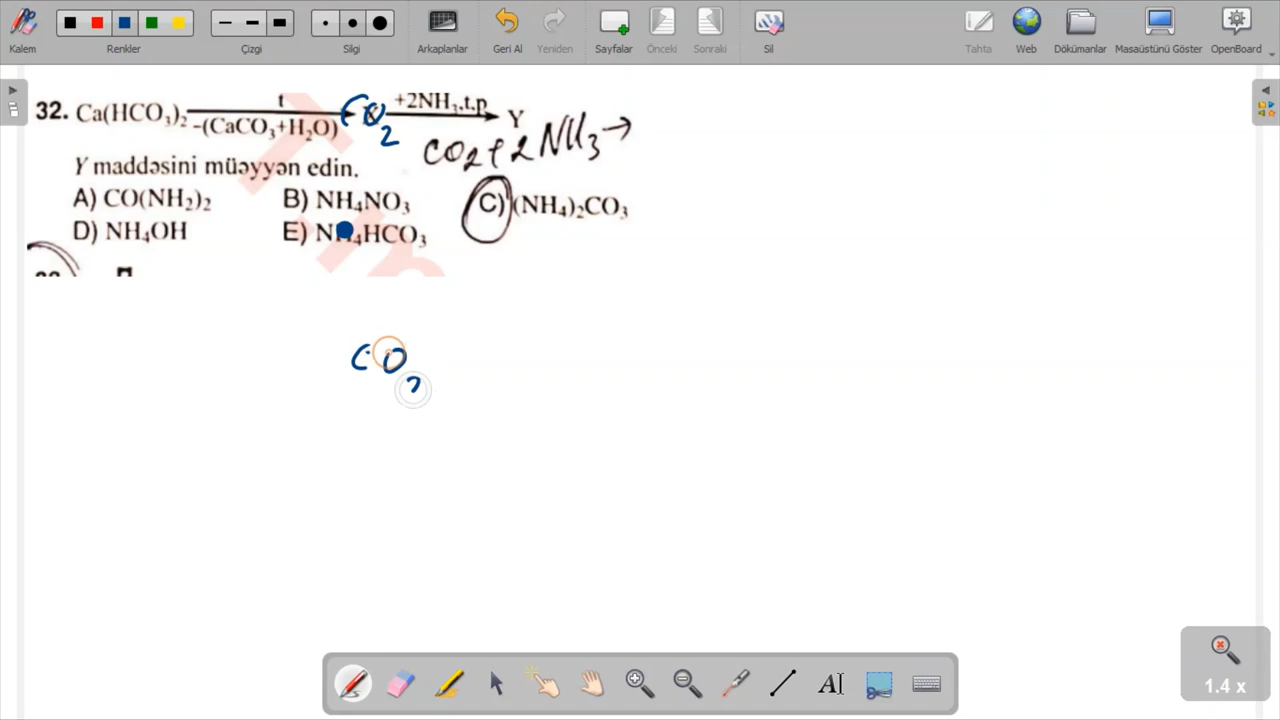 Kalem Renkler Çizgi Silgi Arkaplanlar Geri Al Yeniden Sayfalar Önceki Sonraki Sil Tahta Web Dökümanlar Masaüstünü Göster OpenBoard
32. Ca(HCO₃)₂ t -(CaCO₃+H₂O) CO₂ +2NH₃,t,p Y
CO₂+2NH₃→
Y maddəsini müəyyən edin.
A) CO(NH₂)₂ B) NH₄NO₃ C) (NH₄)₂CO₃
D) NH₄OH E) NH₄HCO₃
CO₂
1.4 x